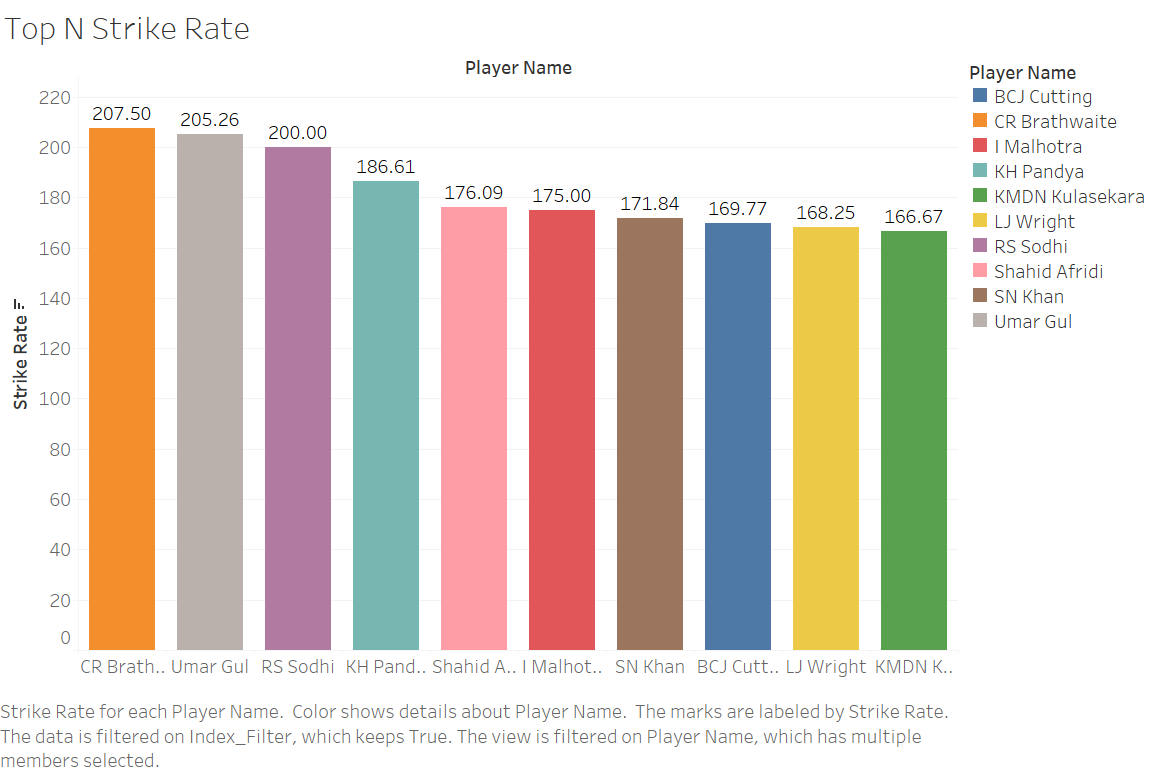 Top N Strike Rate
Player Name
Strike Rate
220
200
180
160
140
120
100
80
60
40
20
0
207.50
205.26
200.00
186.61
176.09
175.00
171.84
169.77
168.25
166.67
CR Brath.. Umar Gul RS Sodhi KH Pand.. Shahid A.. I Malhot.. SN Khan BCJ Cutt.. LJ Wright KMDN K..
Player Name
BCJ Cutting
CR Brathwaite
I Malhotra
KH Pandya
KMDN Kulasekara
LJ Wright
RS Sodhi
Shahid Afridi
SN Khan
Umar Gul
Strike Rate for each Player Name.  Color shows details about Player Name.  The marks are labeled by Strike Rate.
The data is filtered on Index_Filter, which keeps True. The view is filtered on Player Name, which has multiple
members selected.